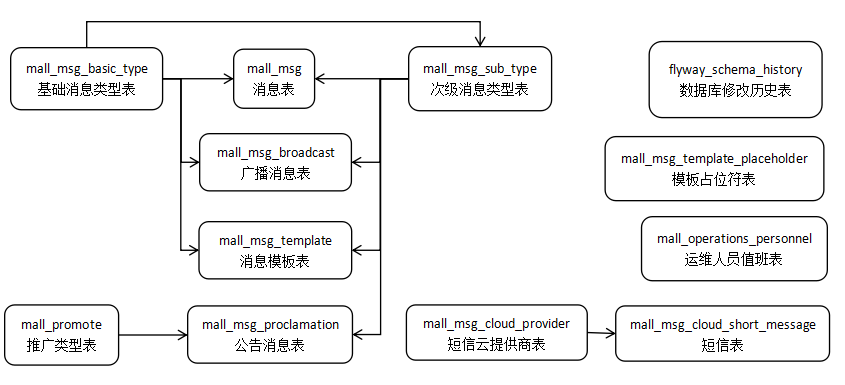 mall_msg_basic_type
基础消息类型表
mall_msg
消息表
mall_msg_sub_type
次级消息类型表
flyway_schema_history
数据库修改历史表
mall_msg_broadcast
广播消息表
mall_msg_template_placeholder
模板占位符表
mall_msg_template
消息模板表
mall_operations_personnel
运维人员值班表
mall_promote
推广类型表
mall_msg_proclamation
公告消息表
mall_msg_cloud_provider
短信云提供商表
mall_msg_cloud_short_message
短信表